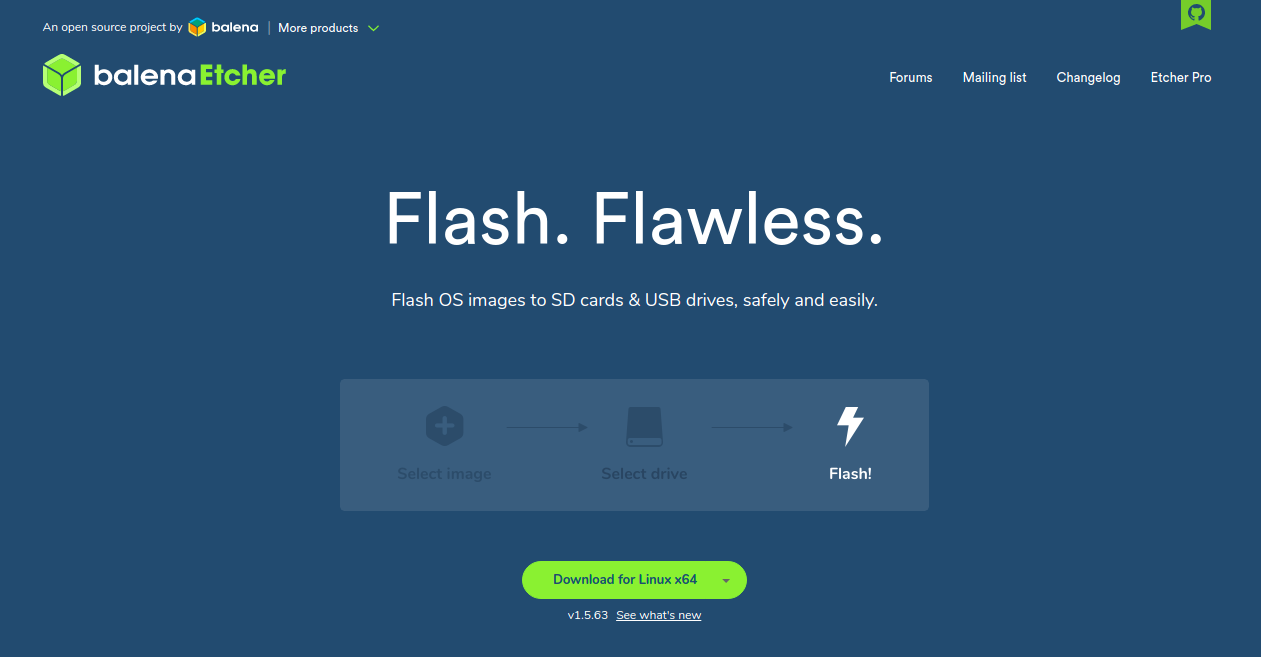 An open source project by balena | More products
balenaEtcher
Forums Mailing list Changelog Etcher Pro
Flash. Flawless.
Flash OS images to SD cards & USB drives, safely and easily.
Select image Select drive Flash!
Download for Linux x64
v1.5.63 See what's new